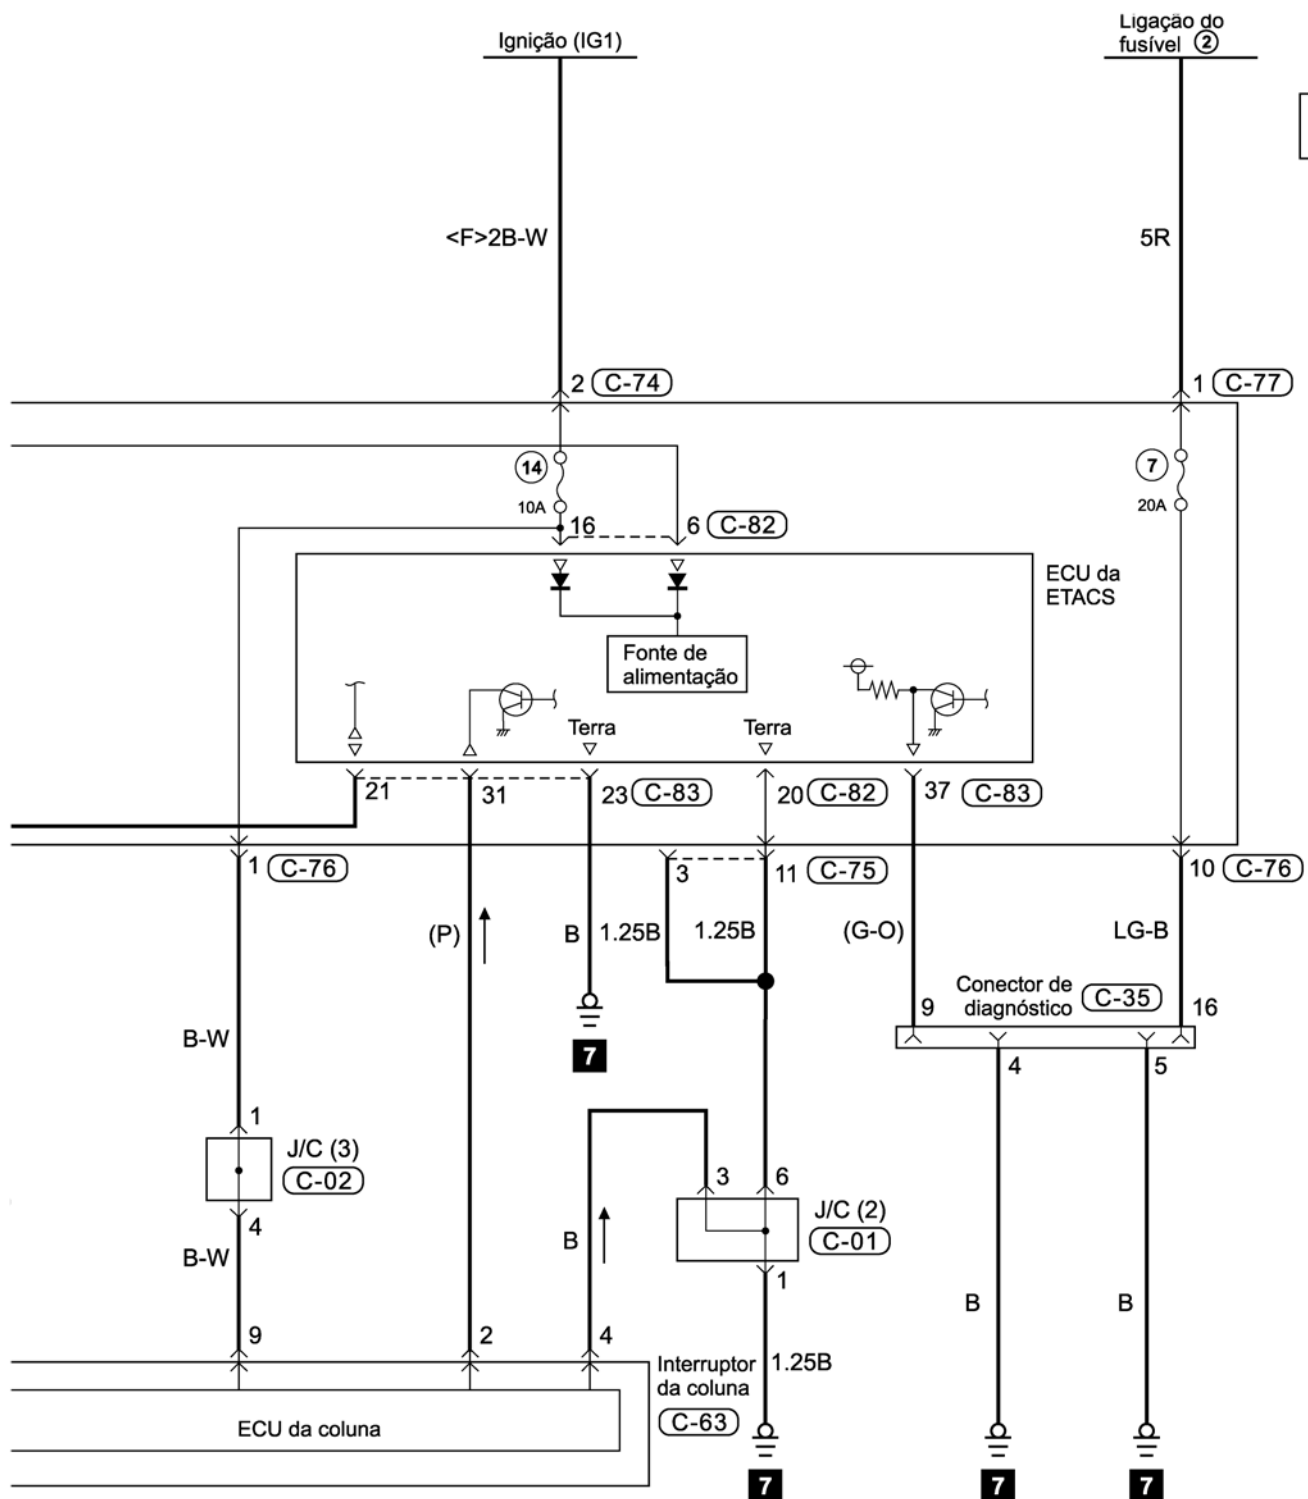 Ignição (IG1)
Ligação do
fusível 2
<F>2B-W
5R
2 C-74
1 C-77
14
10A
7
20A
16
6 C-82
ECU da
ETACS
Fonte de
alimentação
Terra
Terra
21
31
23 C-83
20 C-82
37 C-83
1 C-76
3
11 C-75
10 C-76
(P)
B
1.25B
1.25B
(G-O)
LG-B
Conector de
diagnóstico C-35
9
16
7
4
5
B-W
1
J/C (3)
C-02
4
B-W
3
6
J/C (2)
C-01
1
B
B
B
9
2
4
Interruptor
da coluna
C-63
1.25B
ECU da coluna
7
7
7